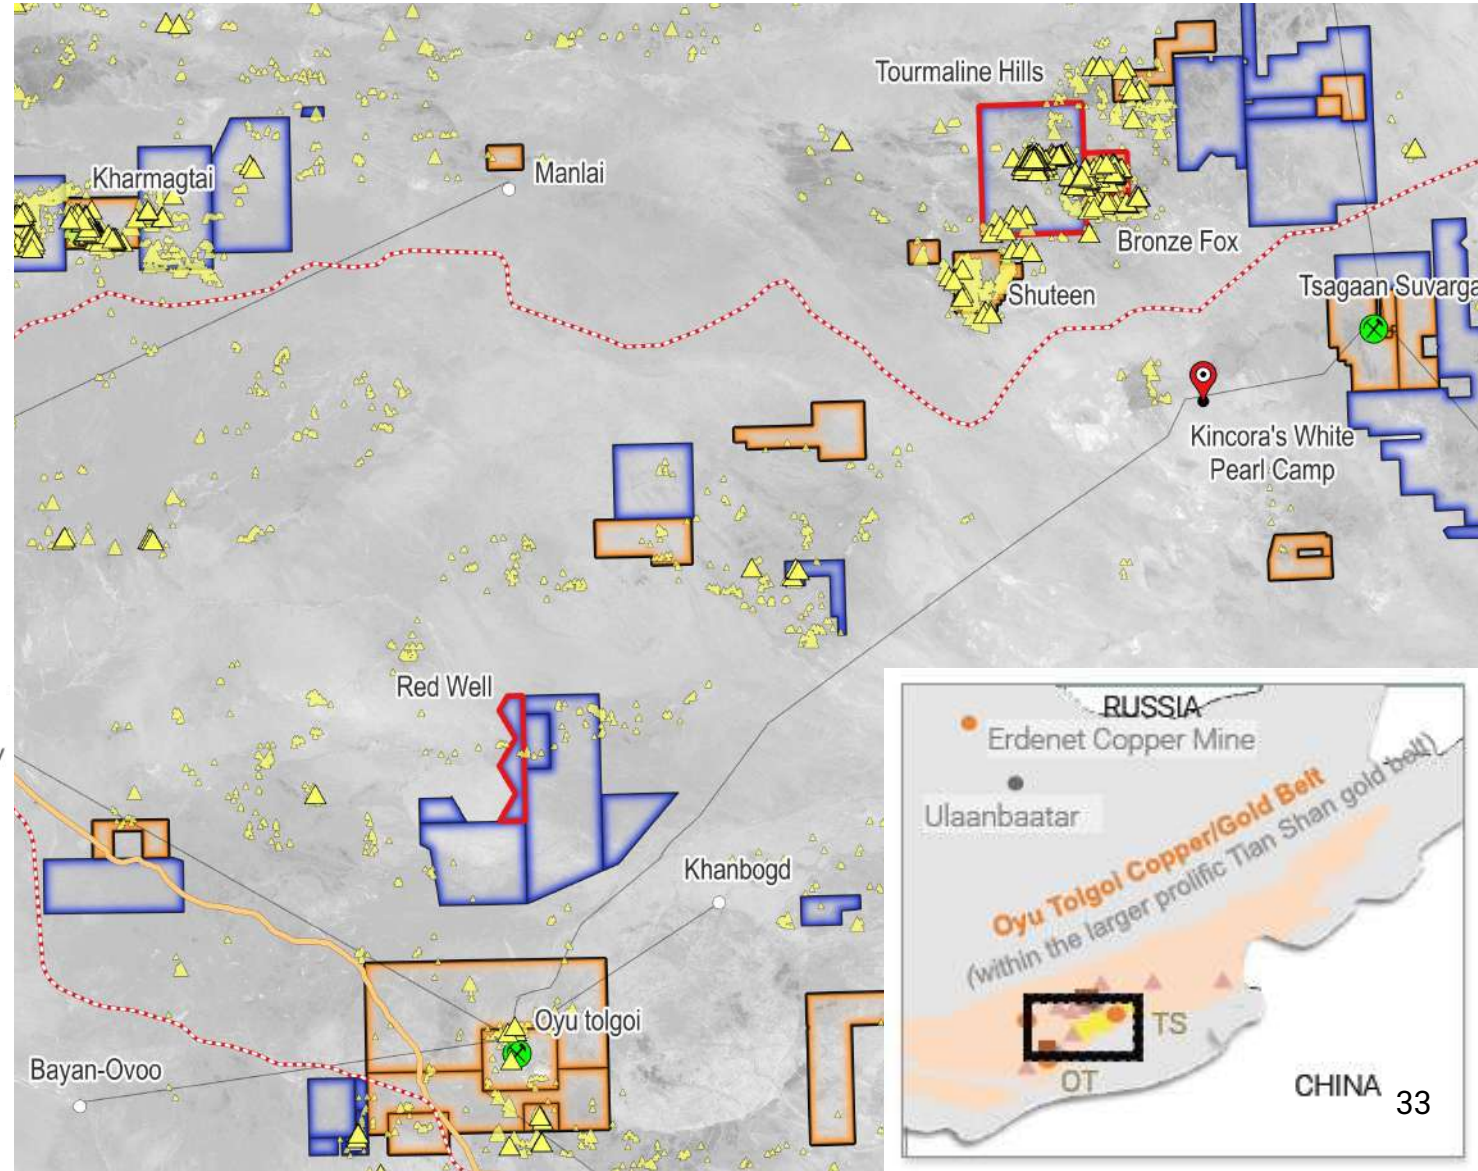 Tourmaline Hills
Kharmagtai
Manlai
Bronze Fox
Shuteen
Tsagaan Suvarga
Kincora's White
Pearl Camp
Red Well
Khanbogd
Oyu tolgoi
Bayan-Ovoo
RUSSIA
Erdenet Copper Mine
Ulaanbaatar
Oyu Tolgoi Copper/Gold Belt
(within the larger prolific Tian Shan gold belt)
TS
OT
CHINA
33